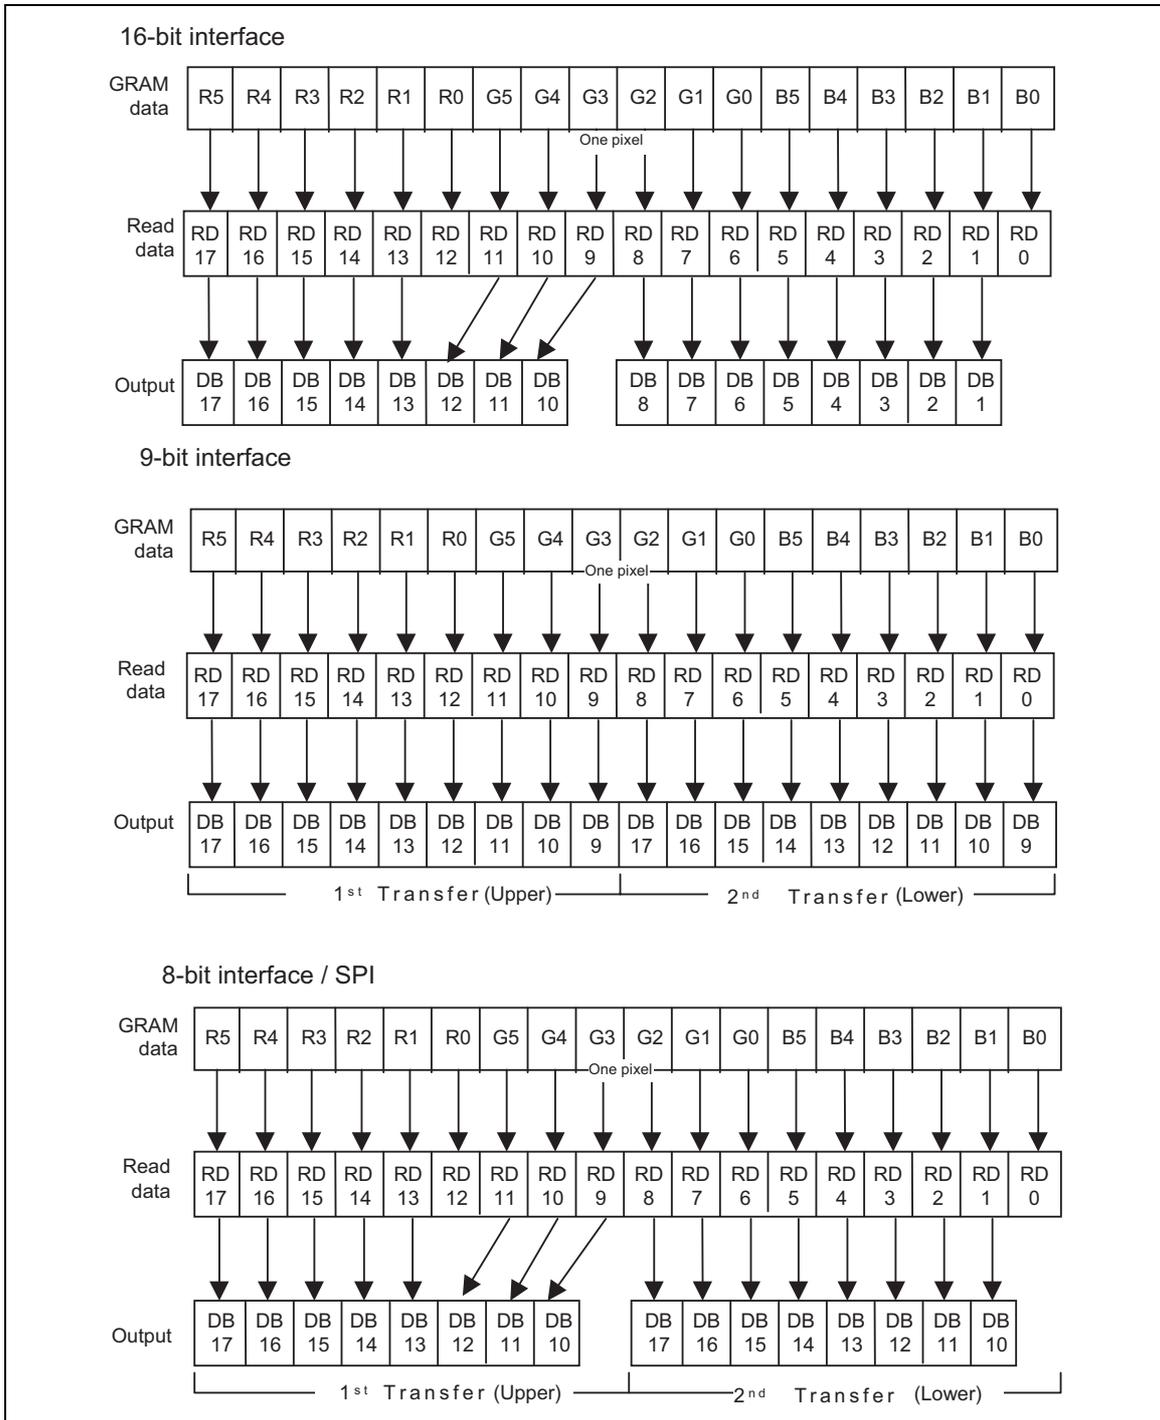 16-bit interface
GRAM data R5 R4 R3 R2 R1 R0 G5 G4 G3 G2 G1 G0 B5 B4 B3 B2 B1 B0
One pixel
Read data RD 17 RD 16 RD 15 RD 14 RD 13 RD 12 RD 11 RD 10 RD 9 RD 8 RD 7 RD 6 RD 5 RD 4 RD 3 RD 2 RD 1 RD 0
Output DB 17 DB 16 DB 15 DB 14 DB 13 DB 12 DB 11 DB 10 DB 8 DB 7 DB 6 DB 5 DB 4 DB 3 DB 2 DB 1
9-bit interface
GRAM data R5 R4 R3 R2 R1 R0 G5 G4 G3 G2 G1 G0 B5 B4 B3 B2 B1 B0
One pixel
Read data RD 17 RD 16 RD 15 RD 14 RD 13 RD 12 RD 11 RD 10 RD 9 RD 8 RD 7 RD 6 RD 5 RD 4 RD 3 RD 2 RD 1 RD 0
Output DB 17 DB 16 DB 15 DB 14 DB 13 DB 12 DB 11 DB 10 DB 9 DB 17 DB 16 DB 15 DB 14 DB 13 DB 12 DB 11 DB 10 DB 9
1st Transfer (Upper) 2nd Transfer (Lower)
8-bit interface / SPI
GRAM data R5 R4 R3 R2 R1 R0 G5 G4 G3 G2 G1 G0 B5 B4 B3 B2 B1 B0
One pixel
Read data RD 17 RD 16 RD 15 RD 14 RD 13 RD 12 RD 11 RD 10 RD 9 RD 8 RD 7 RD 6 RD 5 RD 4 RD 3 RD 2 RD 1 RD 0
Output DB 17 DB 16 DB 15 DB 14 DB 13 DB 12 DB 11 DB 10 DB 17 DB 16 DB 15 DB 14 DB 13 DB 12 DB 11 DB 10
1st Transfer (Upper) 2nd Transfer (Lower)